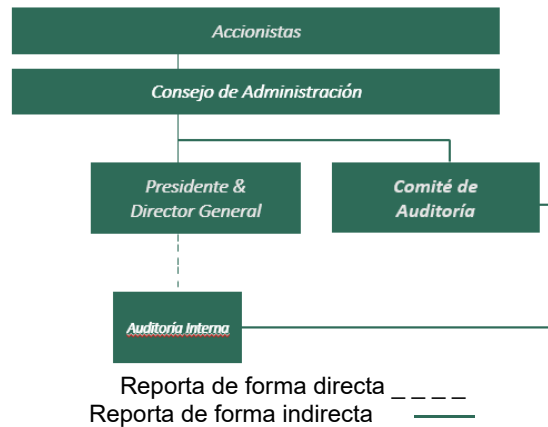 Accionistas
Consejo de Administración
Presidente &
Director General
Comité de
Auditoría
Auditoría Interna
Reporta de forma directa _ _ _ _
Reporta de forma indirecta